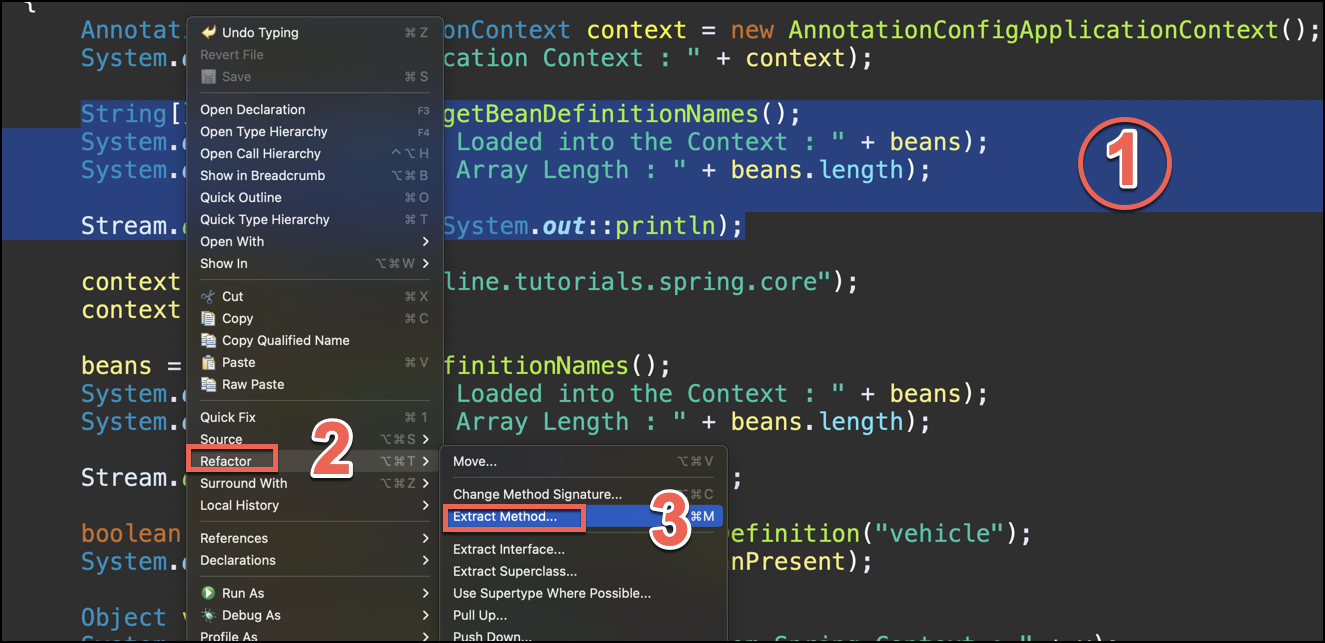 {
Annotati onContext context = new AnnotationConfigApplicationContext();
System. cation Context : " + context);
String[] getBeanDefinitionNames();
System. Loaded into the Context : " + beans);
System. Array Length : " + beans.length);
Stream. System.out::println);
context line.tutorials.spring.core");
context
beans = finitionNames();
System. Loaded into the Context : " + beans);
System. Array Length : " + beans.length);
Stream. ;
boolean efinition("vehicle");
System. nPresent);
Object
1
Undo Typing ⌘ Z
Revert File
Save ⌘ S
Open Declaration F3
Open Type Hierarchy F4
Open Call Hierarchy ^ ⌥ H
Show in Breadcrumb ⌥ ⌘ B
Quick Outline ⌘ O
Quick Type Hierarchy ⌘ T
Open With >
Show In ⌥ ⌘ W >
Cut ⌘ X
Copy ⌘ C
Copy Qualified Name
Paste ⌘ V
Raw Paste
Quick Fix ⌘ 1
Source ⌥ ⌘ S >
Refactor ⌥ ⌘ T >
Surround With ⌥ ⌘ Z >
Local History >
References >
Declarations >
Run As >
Debug As >
Profile As >
2
Move... ⌥ ⌘ V
Change Method Signature... ⌘ C
Extract Method... ⌘ M
Extract Interface...
Extract Superclass...
Use Supertype Where Possible...
Pull Up...
Push Down...
3